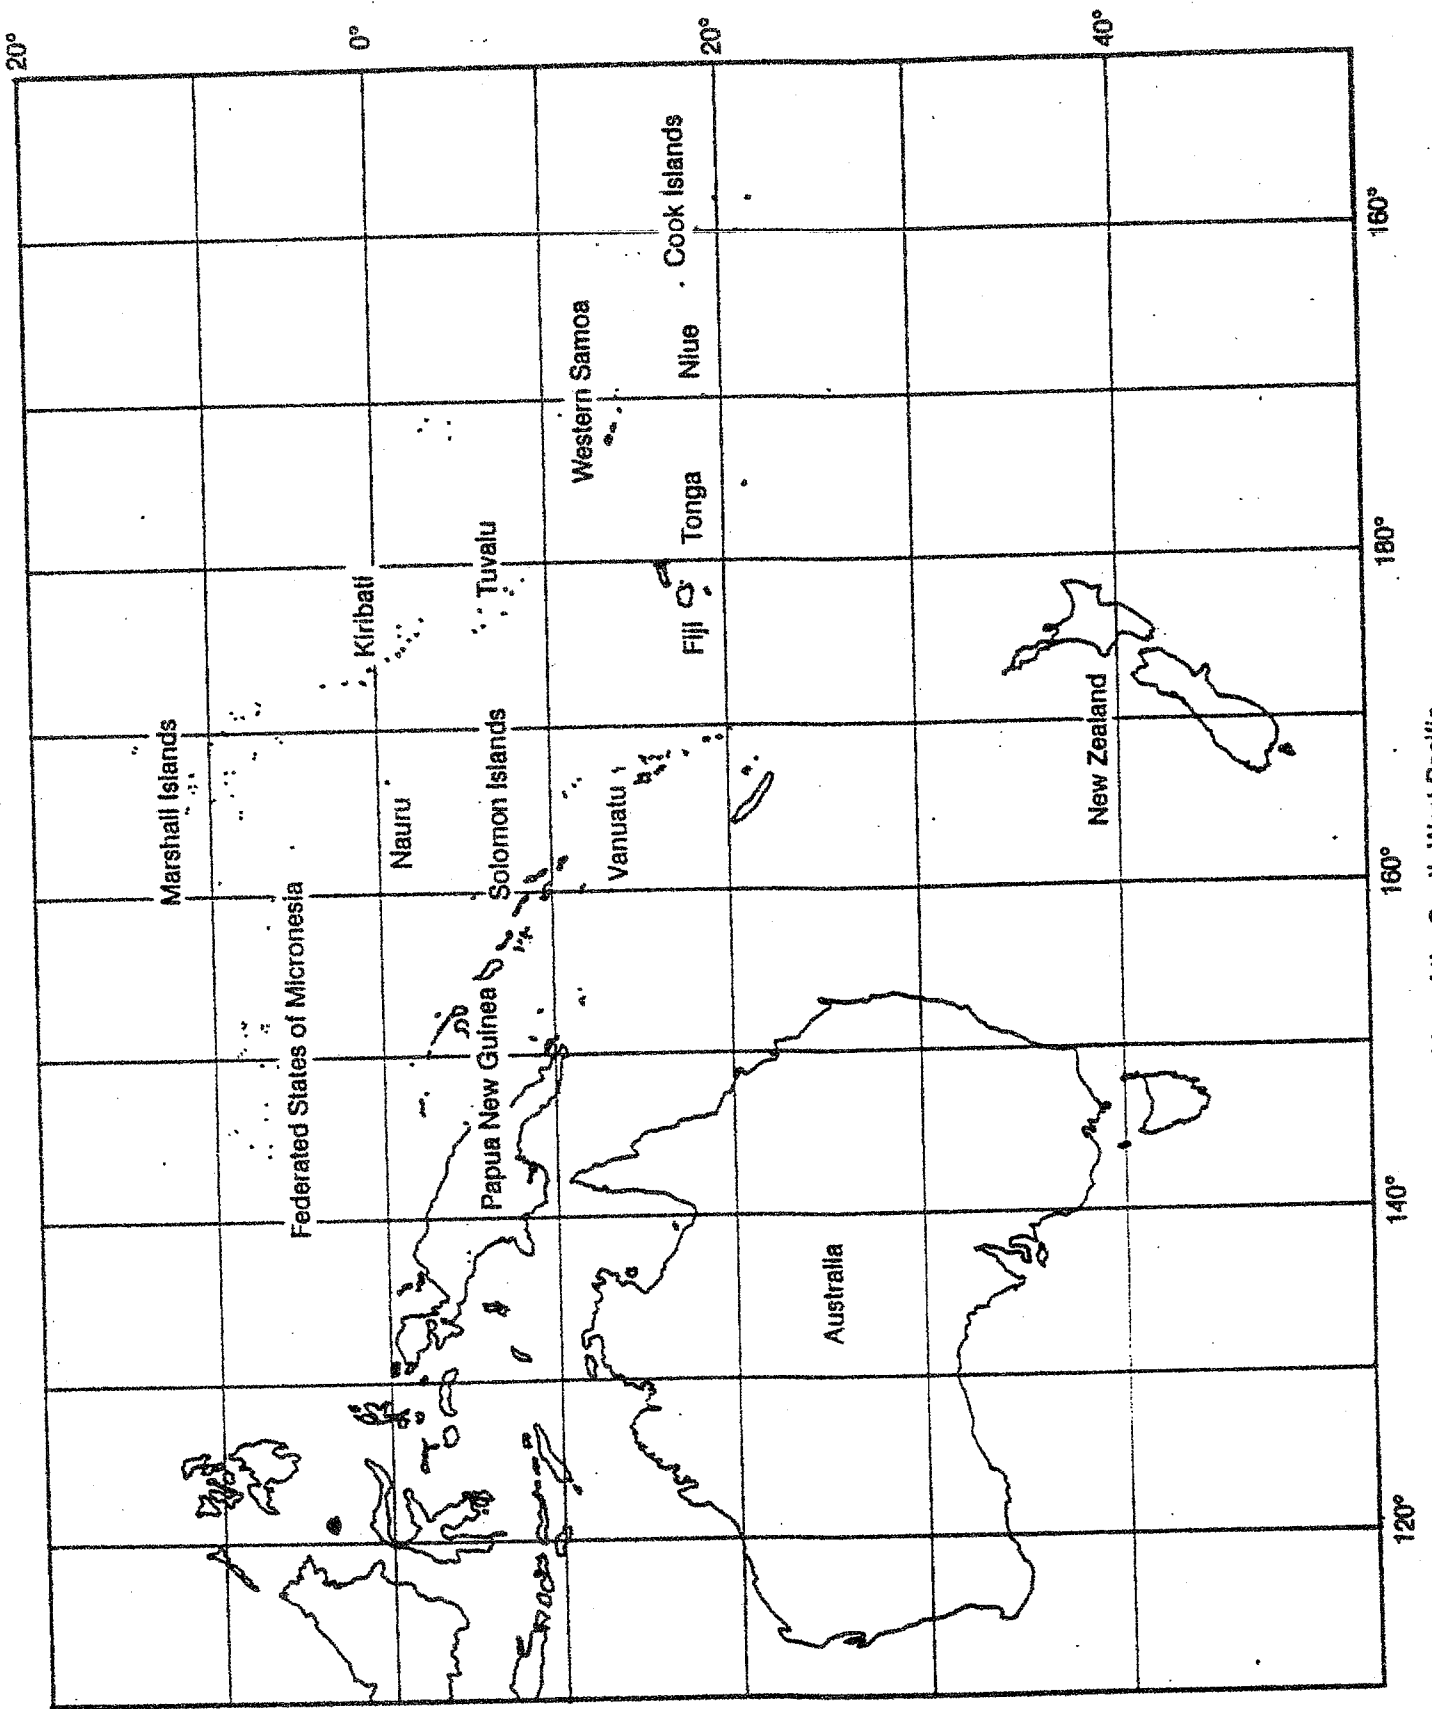 20°
Marshall Islands
Federated States of Micronesia
Kiribati
0°
Nauru
Papua New Guinea
Solomon Islands
Tuvalu
Western Samoa
Vanuatu
Fiji
Tonga
Niue
Cook Islands
20°
Australia
New Zealand
40°
120°
140°
160°
180°
160°